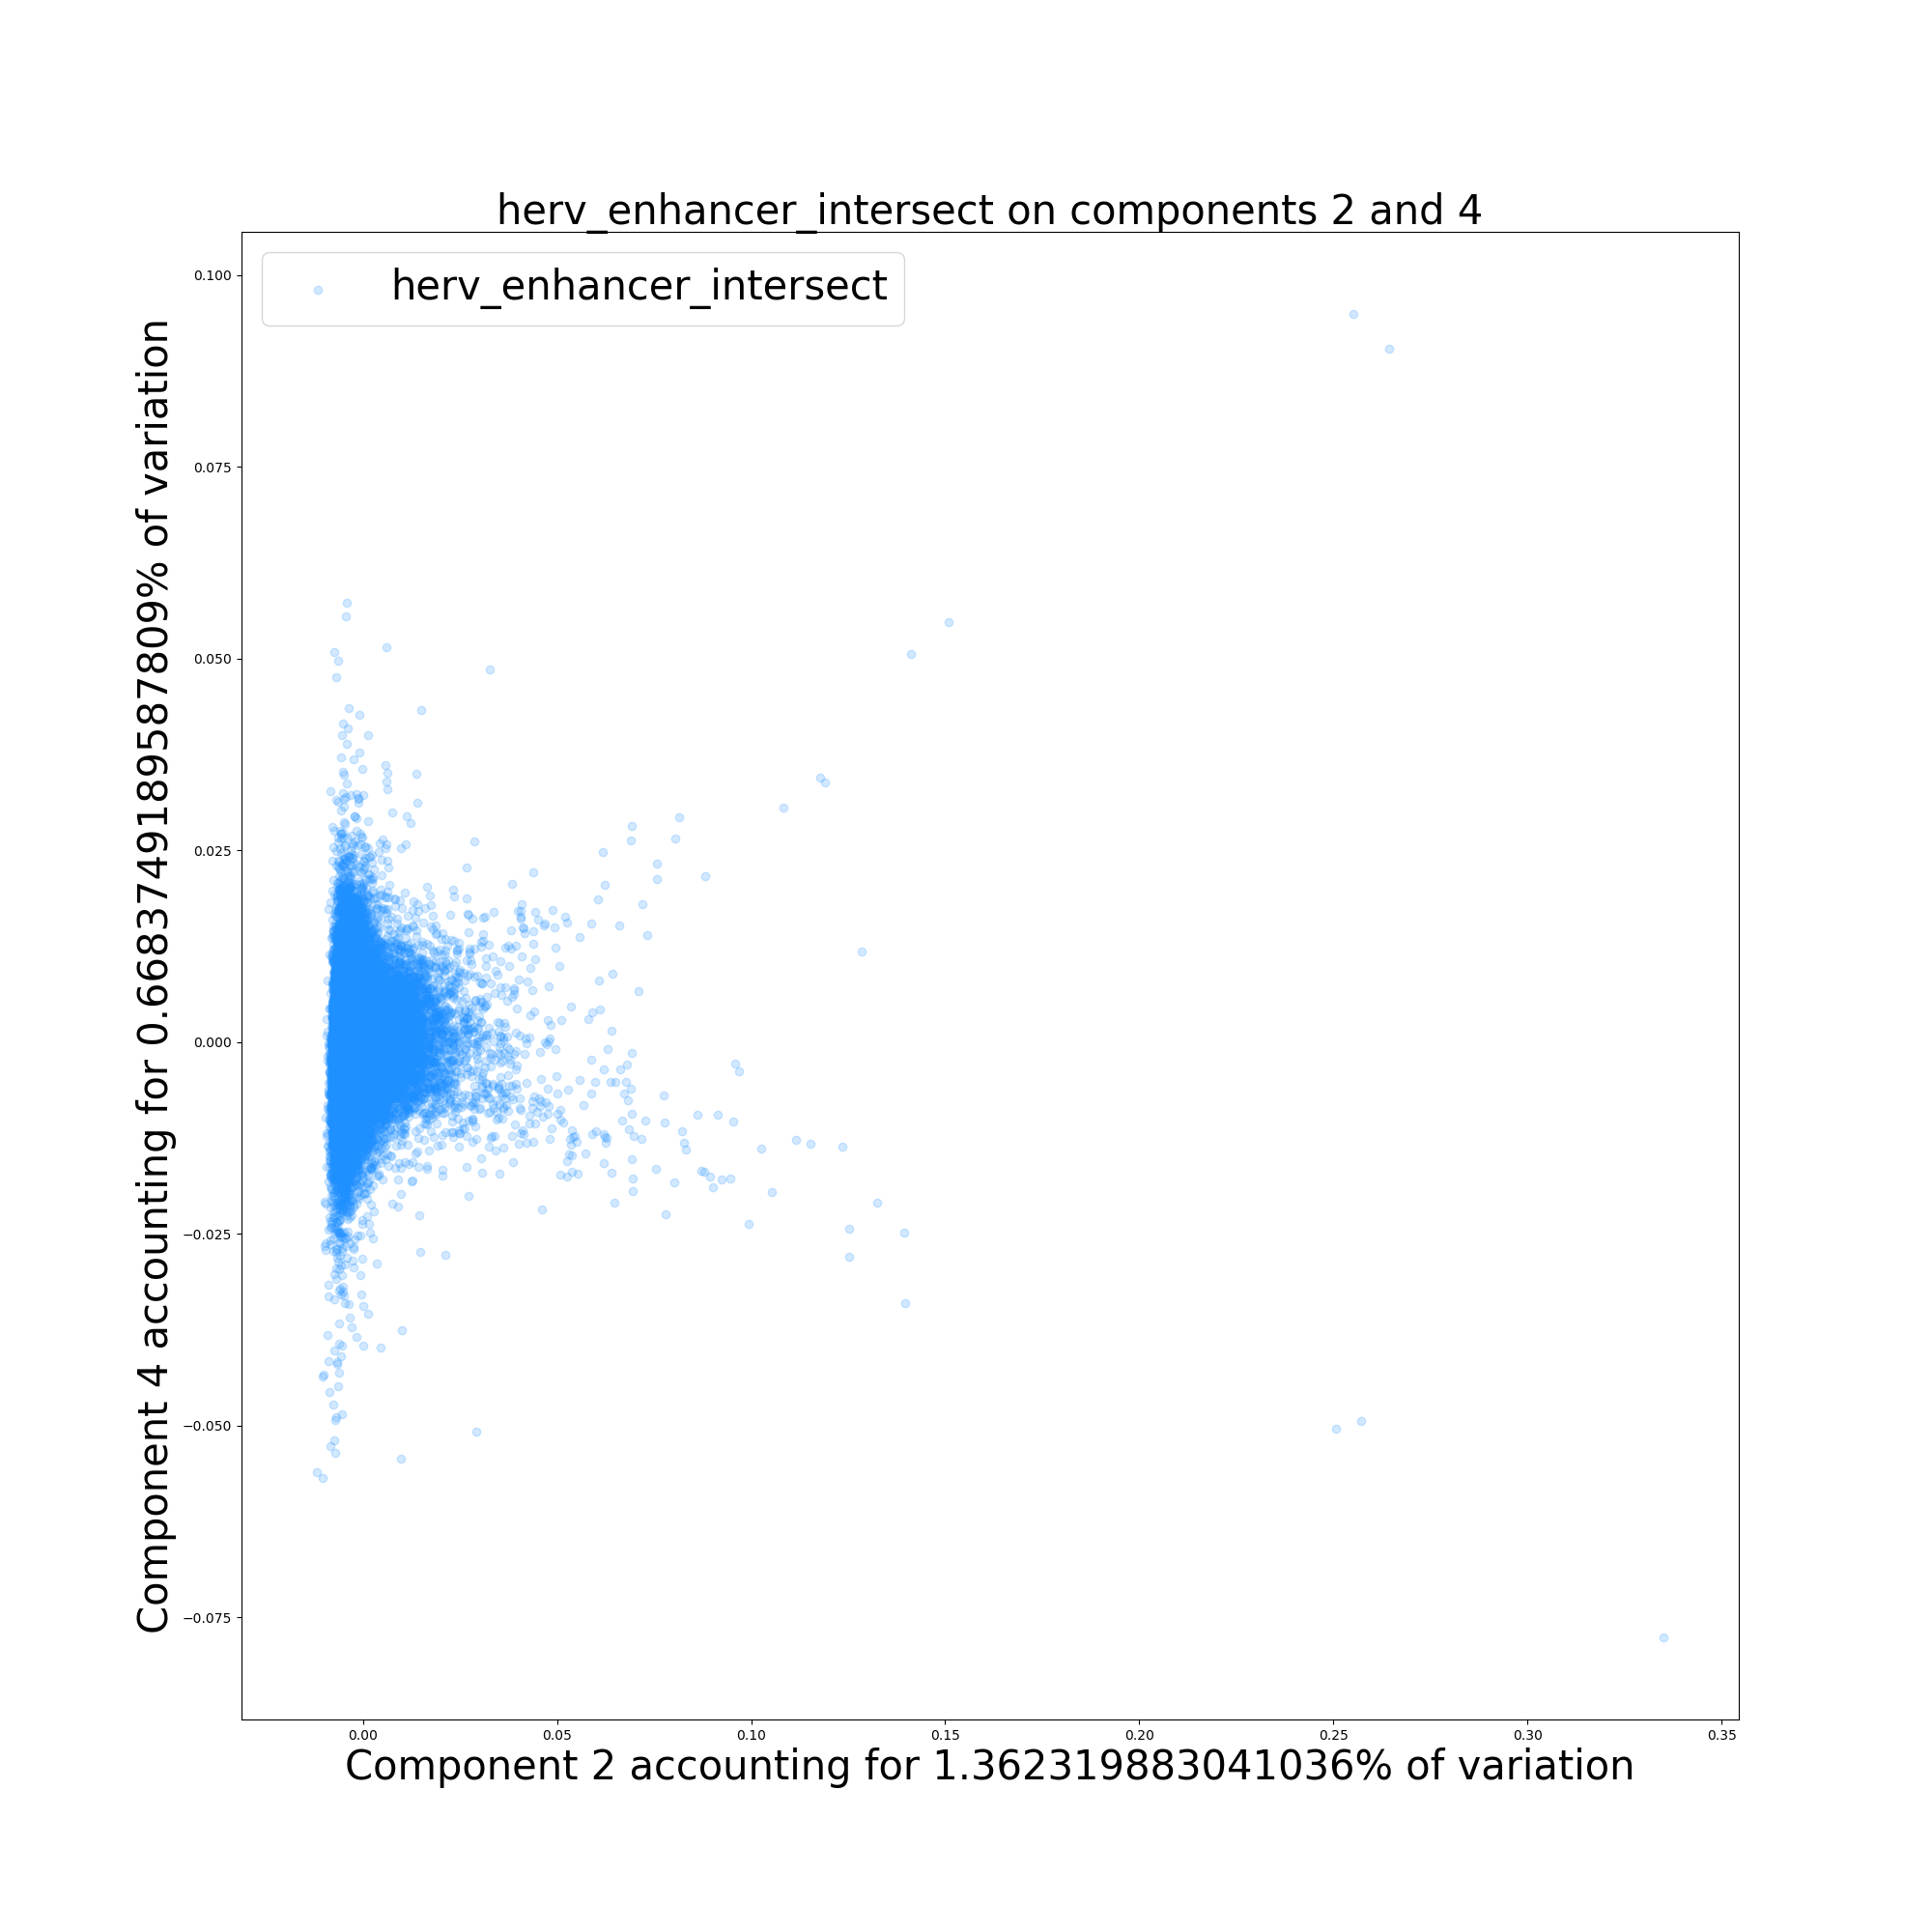 herv_enhancer_intersect on components 2 and 4
herv_enhancer_intersect
Component 4 accounting for 0.6683749189587809% of variation
0.100
0.075
0.050
0.025
0.000
−0.025
−0.050
−0.075
0.00 0.05 0.10 0.15 0.20 0.25 0.30 0.35
Component 2 accounting for 1.362319883041036% of variation